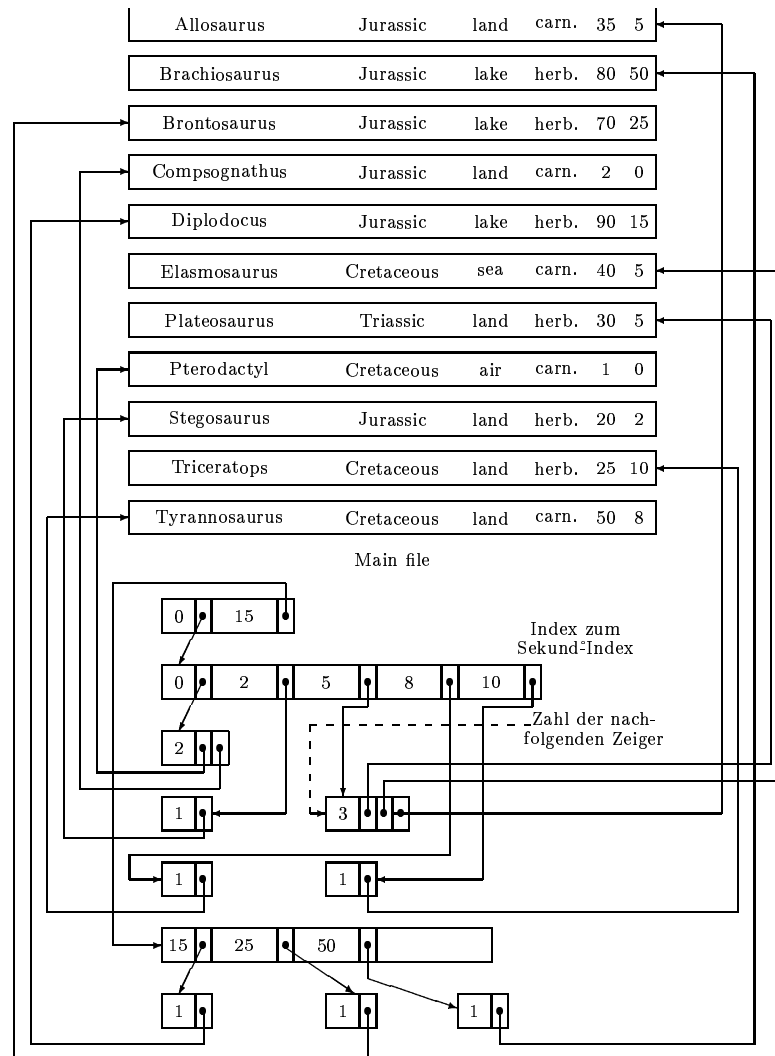 Allosaurus Jurassic land carn. 35 5
Brachiosaurus Jurassic lake herb. 80 50
Brontosaurus Jurassic lake herb. 70 25
Compsognathus Jurassic land carn. 2 0
Diplodocus Jurassic lake herb. 90 15
Elasmosaurus Cretaceous sea carn. 40 5
Plateosaurus Triassic land herb. 30 5
Pterodactyl Cretaceous air carn. 1 0
Stegosaurus Jurassic land herb. 20 2
Triceratops Cretaceous land herb. 25 10
Tyrannosaurus Cretaceous land carn. 50 8
Main file
0 15
Index zum
0 2 5 8 10
Zahl der nach-
folgenden Zeiger
2
1 3
1 1
15 25 50
1 1 1